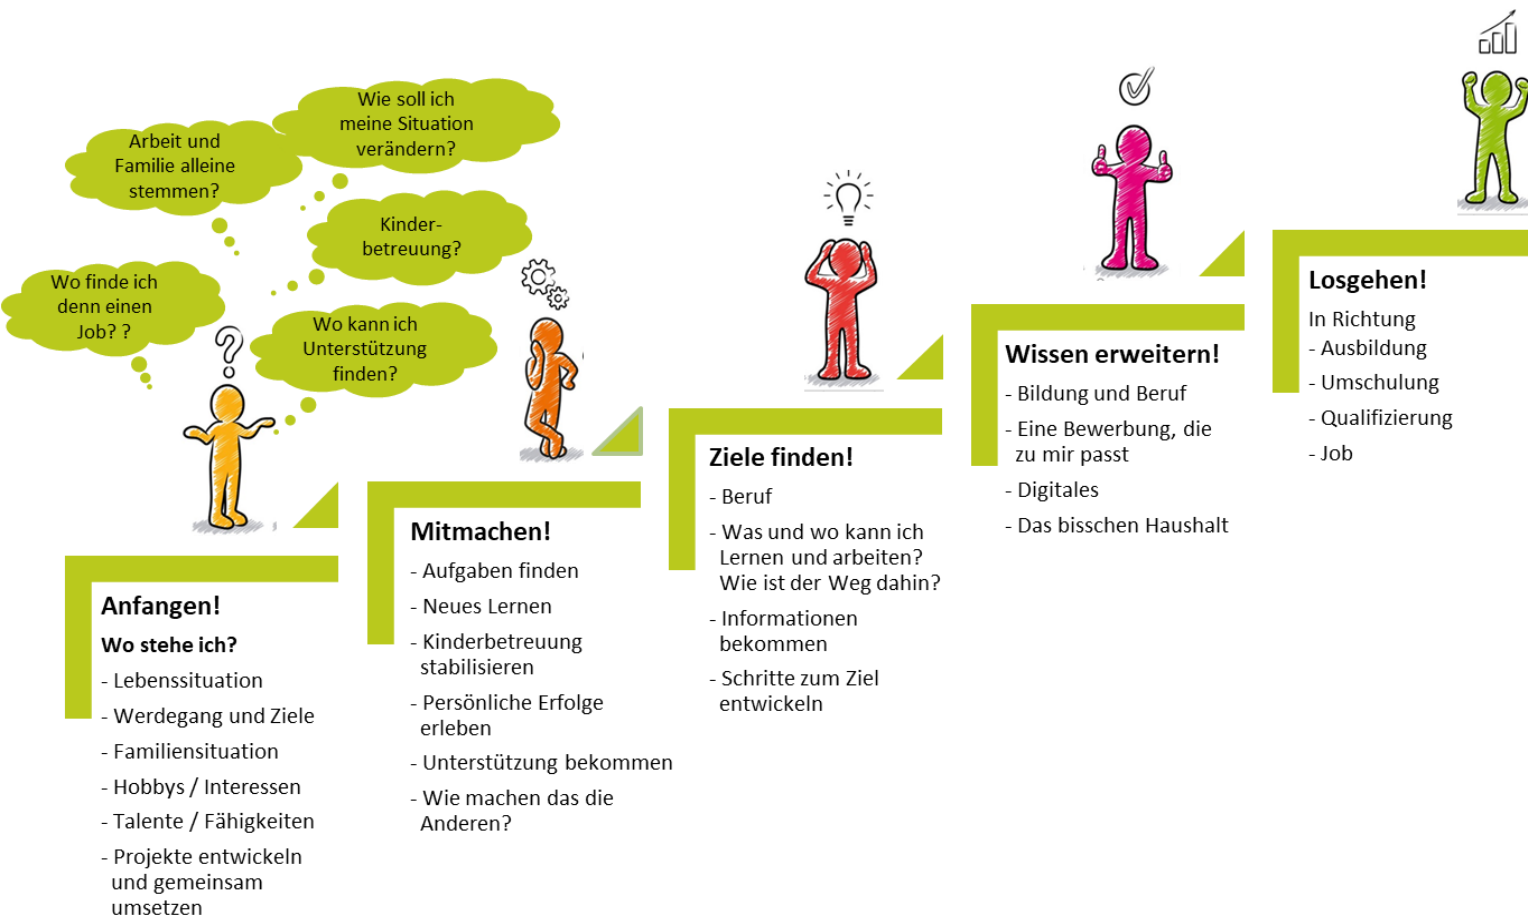 Wie soll ich
meine Situation
verändern?
Arbeit und
Familie alleine
stemmen?
Kinder-
betreuung?
Wo finde ich
denn einen
Job? ?
Wo kann ich
Unterstützung
finden?
?
Anfangen!
Wo stehe ich?
- Lebenssituation
- Werdegang und Ziele
- Familiensituation
- Hobbys / Interessen
- Talente / Fähigkeiten
- Projekte entwickeln
und gemeinsam
umsetzen
Mitmachen!
- Aufgaben finden
- Neues Lernen
- Kinderbetreuung
stabilisieren
- Persönliche Erfolge
erleben
- Unterstützung bekommen
- Wie machen das die
Anderen?
Ziele finden!
- Beruf
- Was und wo kann ich
Lernen und arbeiten?
Wie ist der Weg dahin?
- Informationen
bekommen
- Schritte zum Ziel
entwickeln
Wissen erweitern!
- Bildung und Beruf
- Eine Bewerbung, die
zu mir passt
- Digitales
- Das bisschen Haushalt
Losgehen!
In Richtung
- Ausbildung
- Umschulung
- Qualifizierung
- Job